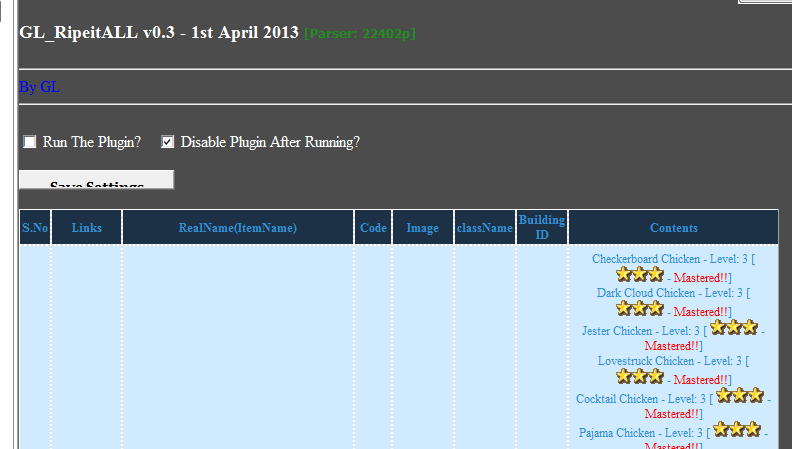 GL_RipeitALL v0.3 - 1st April 2013 [Parser: 22402p]
By GL
Run The Plugin? Disable Plugin After Running?
Save Settings
S.No Links RealName(ItemName) Code Image className Building ID Contents
Checkerboard Chicken - Level: 3 [
- Mastered!!]
Dark Cloud Chicken - Level: 3 [
- Mastered!!]
Jester Chicken - Level: 3 [ -
Mastered!!]
Lovestruck Chicken - Level: 3 [
- Mastered!!]
Cocktail Chicken - Level: 3 [ -
Mastered!!]
Pajama Chicken - Level: 3 [ -
Mastered!!]